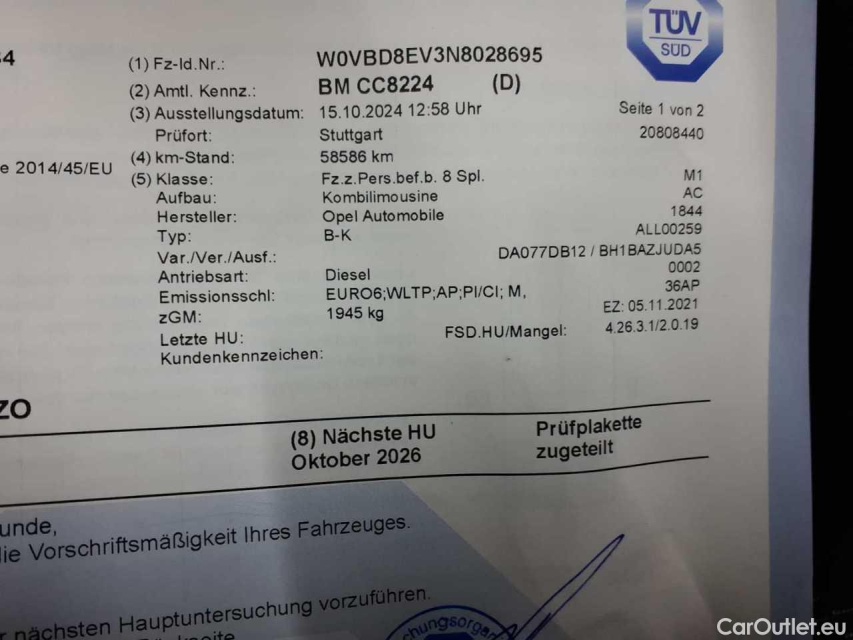 TÜV
SÜD
(1) Fz-Id.Nr.: W0VBD8EV3N8028695
(2) Amtl. Kennz.: BM CC8224 (D)
(3) Ausstellungsdatum: 15.10.2024 12:58 Uhr Seite 1 von 2
Prüfort: Stuttgart 20808440
e 2014/45/EU (4) km-Stand: 58586 km
(5) Klasse: Fz.z.Pers.bef.b. 8 Spl. M1
Aufbau: Kombilimousine AC
Hersteller: Opel Automobile 1844
Typ: B-K ALL00259
Var./Ver./Ausf.: DA077DB12 / BH1BAZJUDA5
Antriebsart: Diesel 0002
Emissionsschl: EURO6;WLTP;AP;PI/CI; M, 36AP
zGM: 1945 kg EZ: 05.11.2021
Letzte HU: FSD.HU/Mangel: 4.26.3.1/2.0.19
Kundenkennzeichen:
ZO
(8) Nächste HU Prüfplakette
Oktober 2026 zugeteilt
unde,
lie Vorschriftsmäßigkeit Ihres Fahrzeuges.
r nächsten Hauptuntersuchung vorzuführen.
CarOutlet.eu